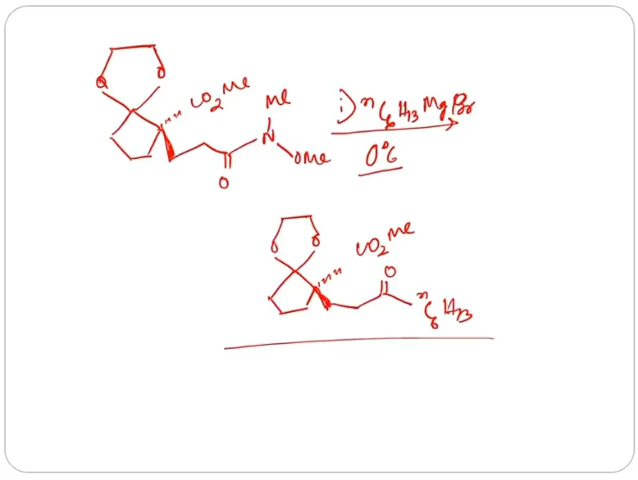 O O CO2Me Me
i) nC6H13MgBr
N
OMe
O
0°C
O O CO2Me
O
nC6H13